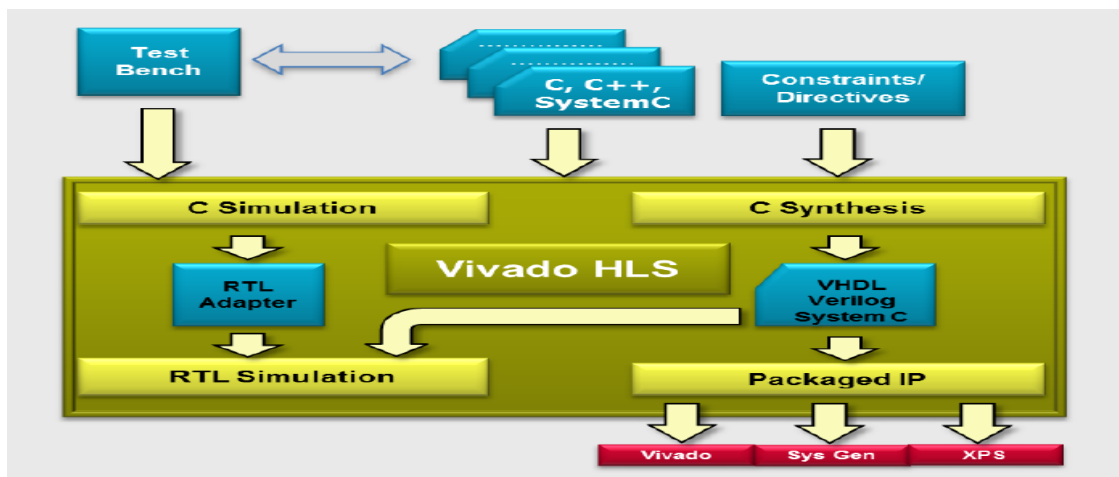 Test
Bench
C, C++,
SystemC
Constraints/
Directives
C Simulation
C Synthesis
Vivado HLS
RTL
Adapter
VHDL
Verilog
System C
RTL Simulation
Packaged IP
Vivado
Sys Gen
XPS